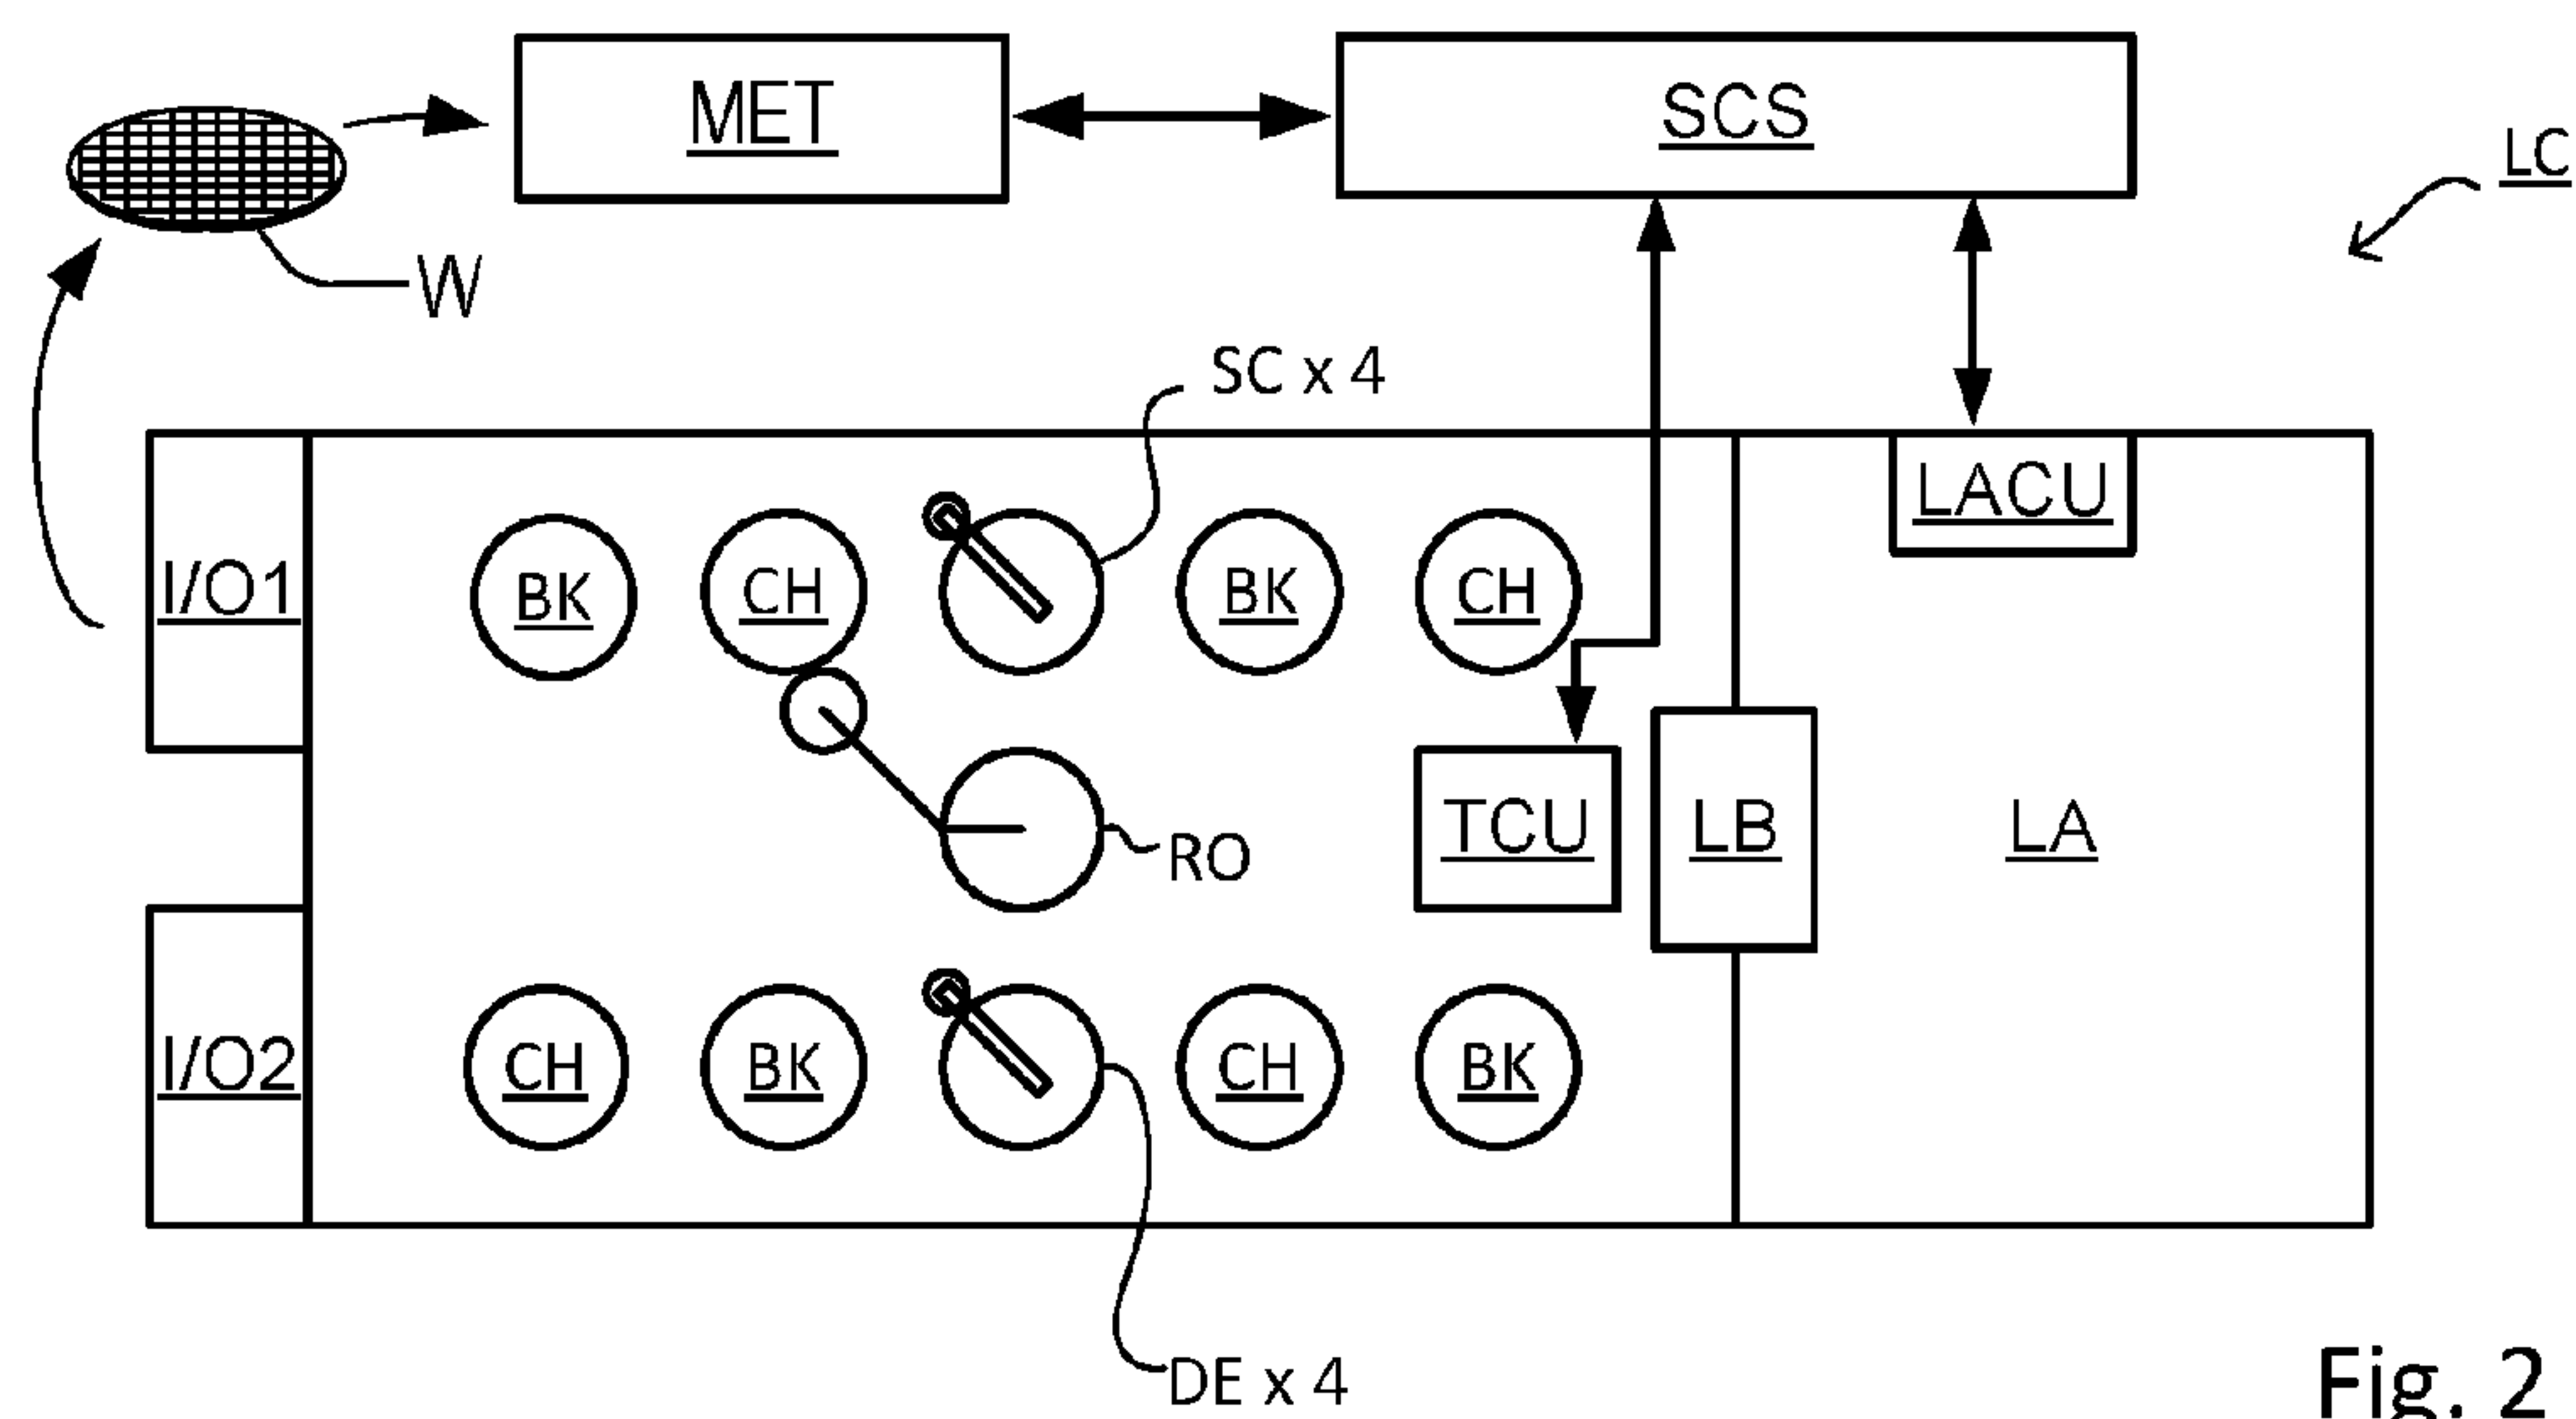 MET
SCS
LC
W
SC x 4
LACU
I/O1
BK
CH
BK
CH
TCU
LB
LA
RO
I/O2
CH
BK
CH
BK
DE x 4
Fig. 2